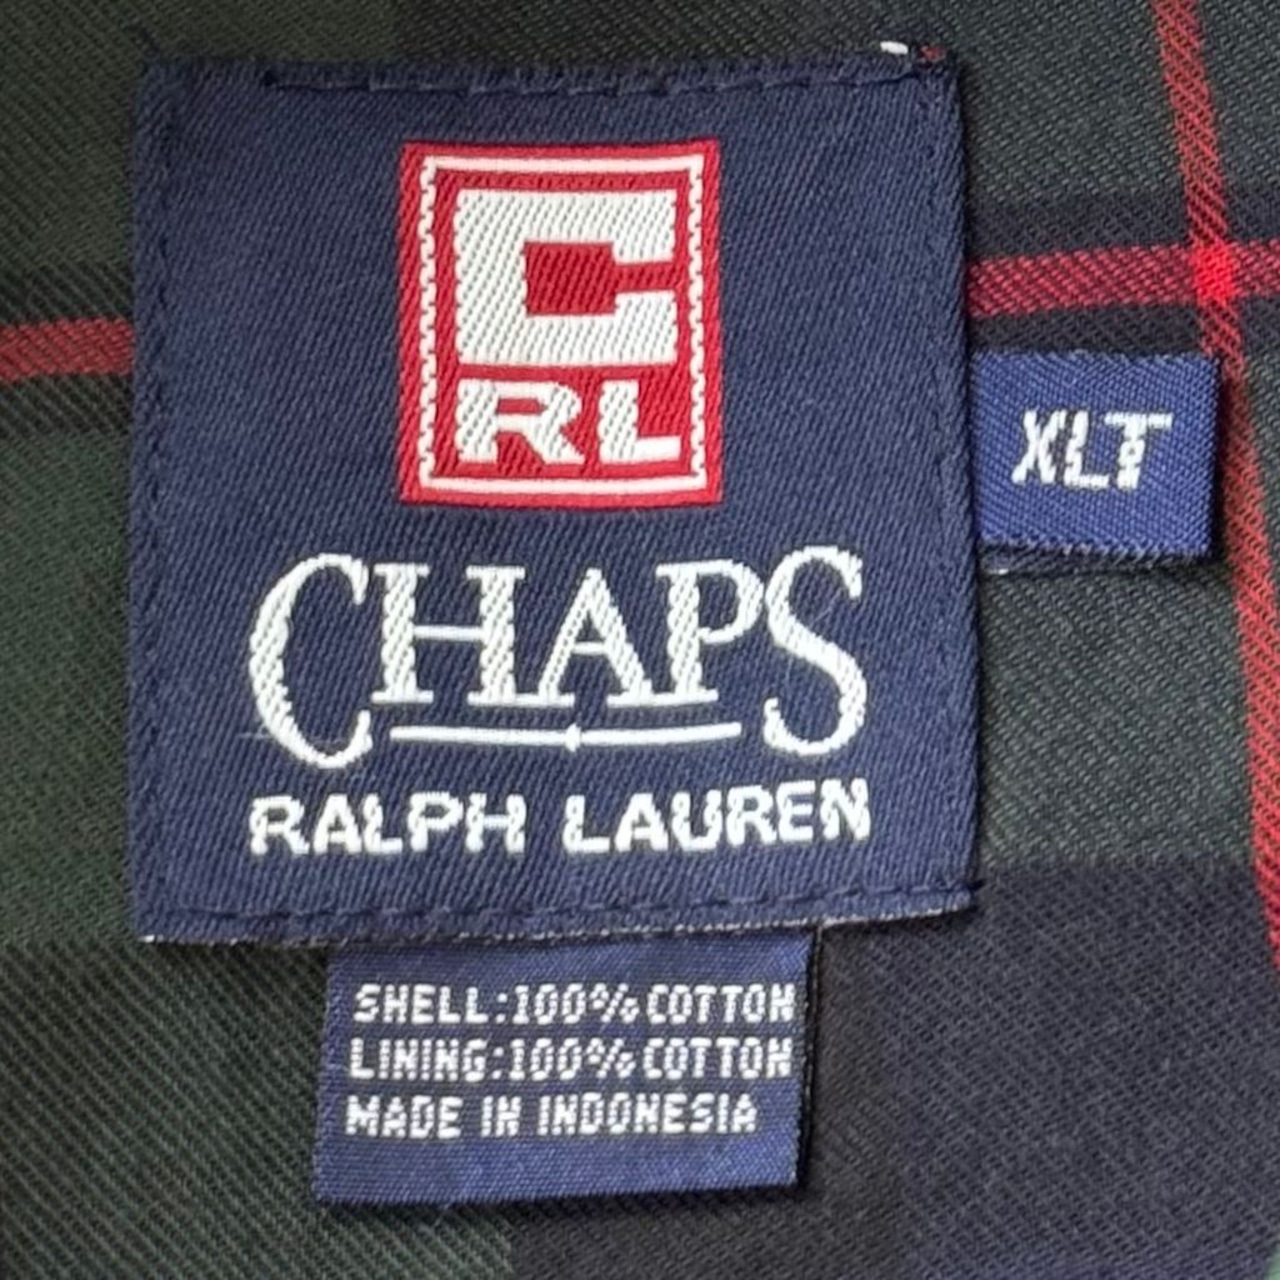 C
RL
CHAPS
RALPH LAUREN
XLT
SHELL:100%COTTON
LINING:100%COTTON
MADE IN INDONESIA